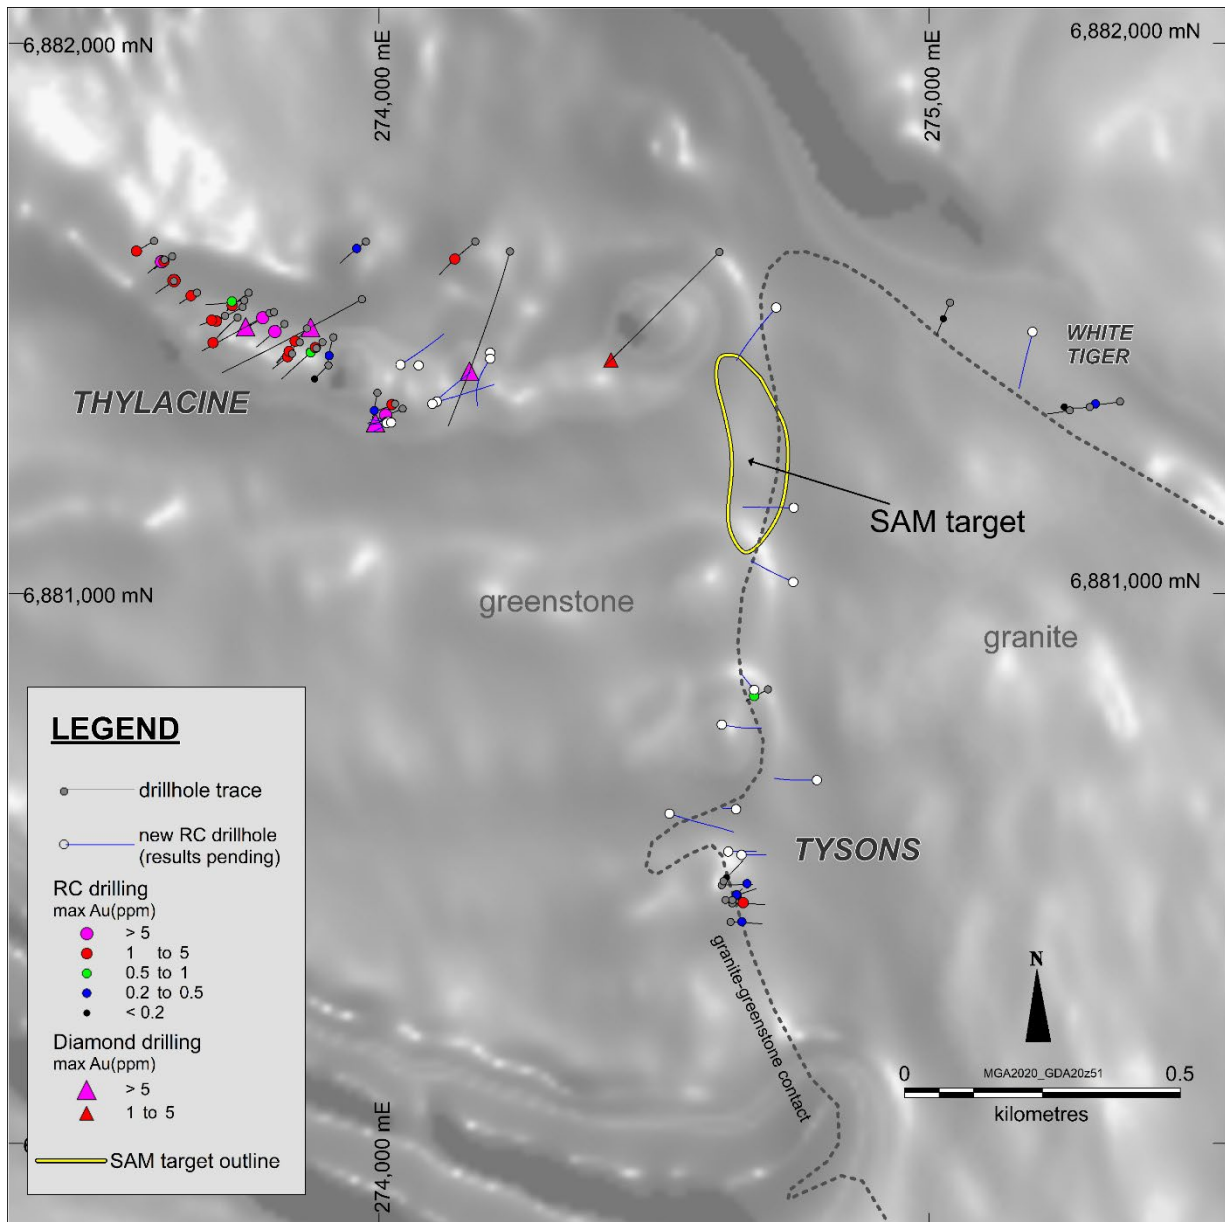 6,882,000 mN
274,000 mE
275,000 mE
6,882,000 mN
WHITE
TIGER
THYLACINE
SAM target
6,881,000 mN
greenstone
6,881,000 mN
granite
LEGEND
drillhole trace
new RC drillhole
(results pending)
RC drilling
max Au(ppm)
> 5
1 to 5
0.5 to 1
0.2 to 0.5
< 0.2
Diamond drilling
max Au(ppm)
> 5
1 to 5
SAM target outline
TYSONS
granite-greenstone contact
N
0
MGA2020_GDA20z51
0.5
kilometres
274,000 mE